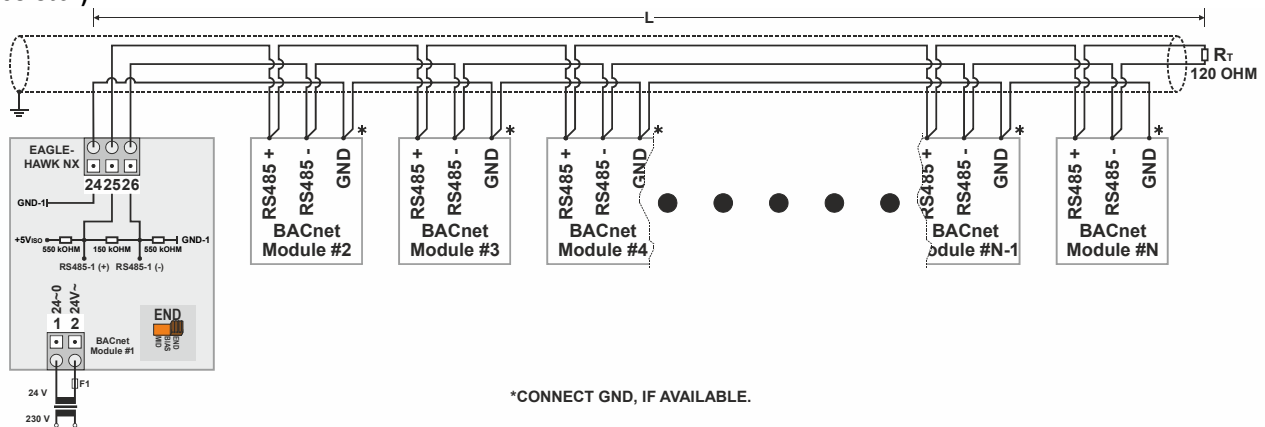 L
RT
120 OHM
EAGLE-
HAWK NX
24 25 26
GND-1
+5VISO
GND-1
550 kOHM
150 kOHM
550 kOHM
RS485-1 (+)
RS485-1 (-)
24~0
24V~
1 2
END
MID
BIAS
END
BACnet
Module #1
F1
24 V
230 V
*
RS485 +
RS485 -
GND
BACnet
Module #2
*
RS485 +
RS485 -
GND
BACnet
Module #3
*
RS485 +
RS485 -
GND
BACnet
Module #4
*
RS485 +
RS485 -
GND
BACnet
Module #N-1
*
RS485 +
RS485 -
GND
BACnet
Module #N
*CONNECT GND, IF AVAILABLE.